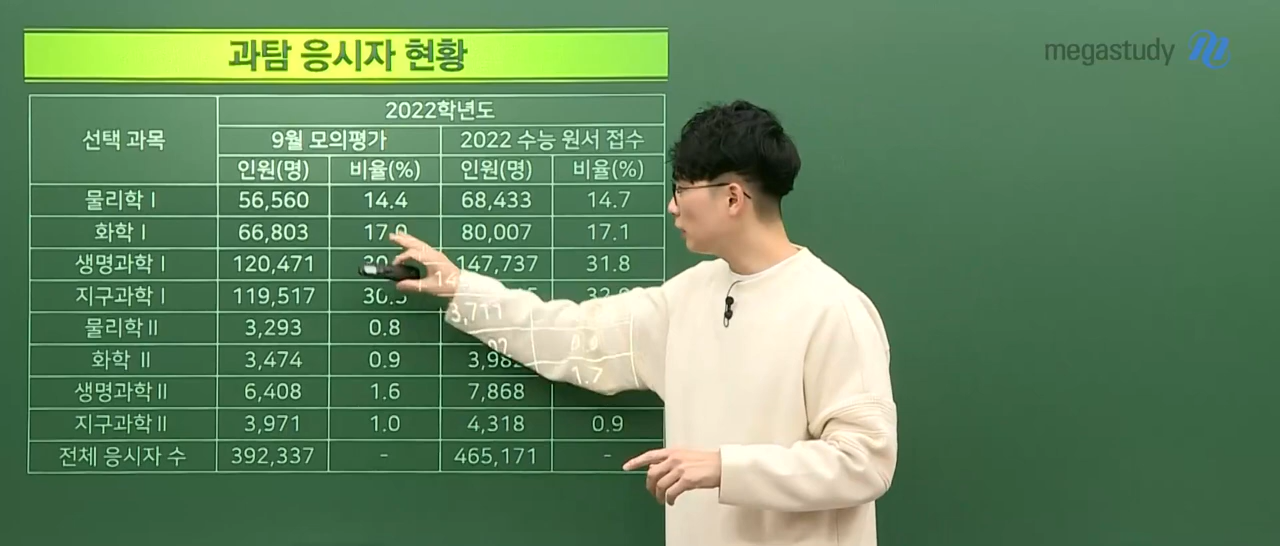 과탐 응시자 현황
megastudy
선택 과목
2022학년도
9월 모의평가 2022 수능 원서 접수
인원(명) 비율(%) 인원(명) 비율(%)
물리학 I 56,560 14.4 68,433 14.7
화학 I 66,803 80,007 17.1
생명과학 I 120,471 147,737 31.8
지구과학 I 119,517
물리학 II 3,293 0.8 3,711
화학 II 3,474 0.9
생명과학 II 6,408 1.6 7,868 1.7
지구과학 II 3,971 1.0 4,318 0.9
전체 응시자 수 392,337 - 465,171 -